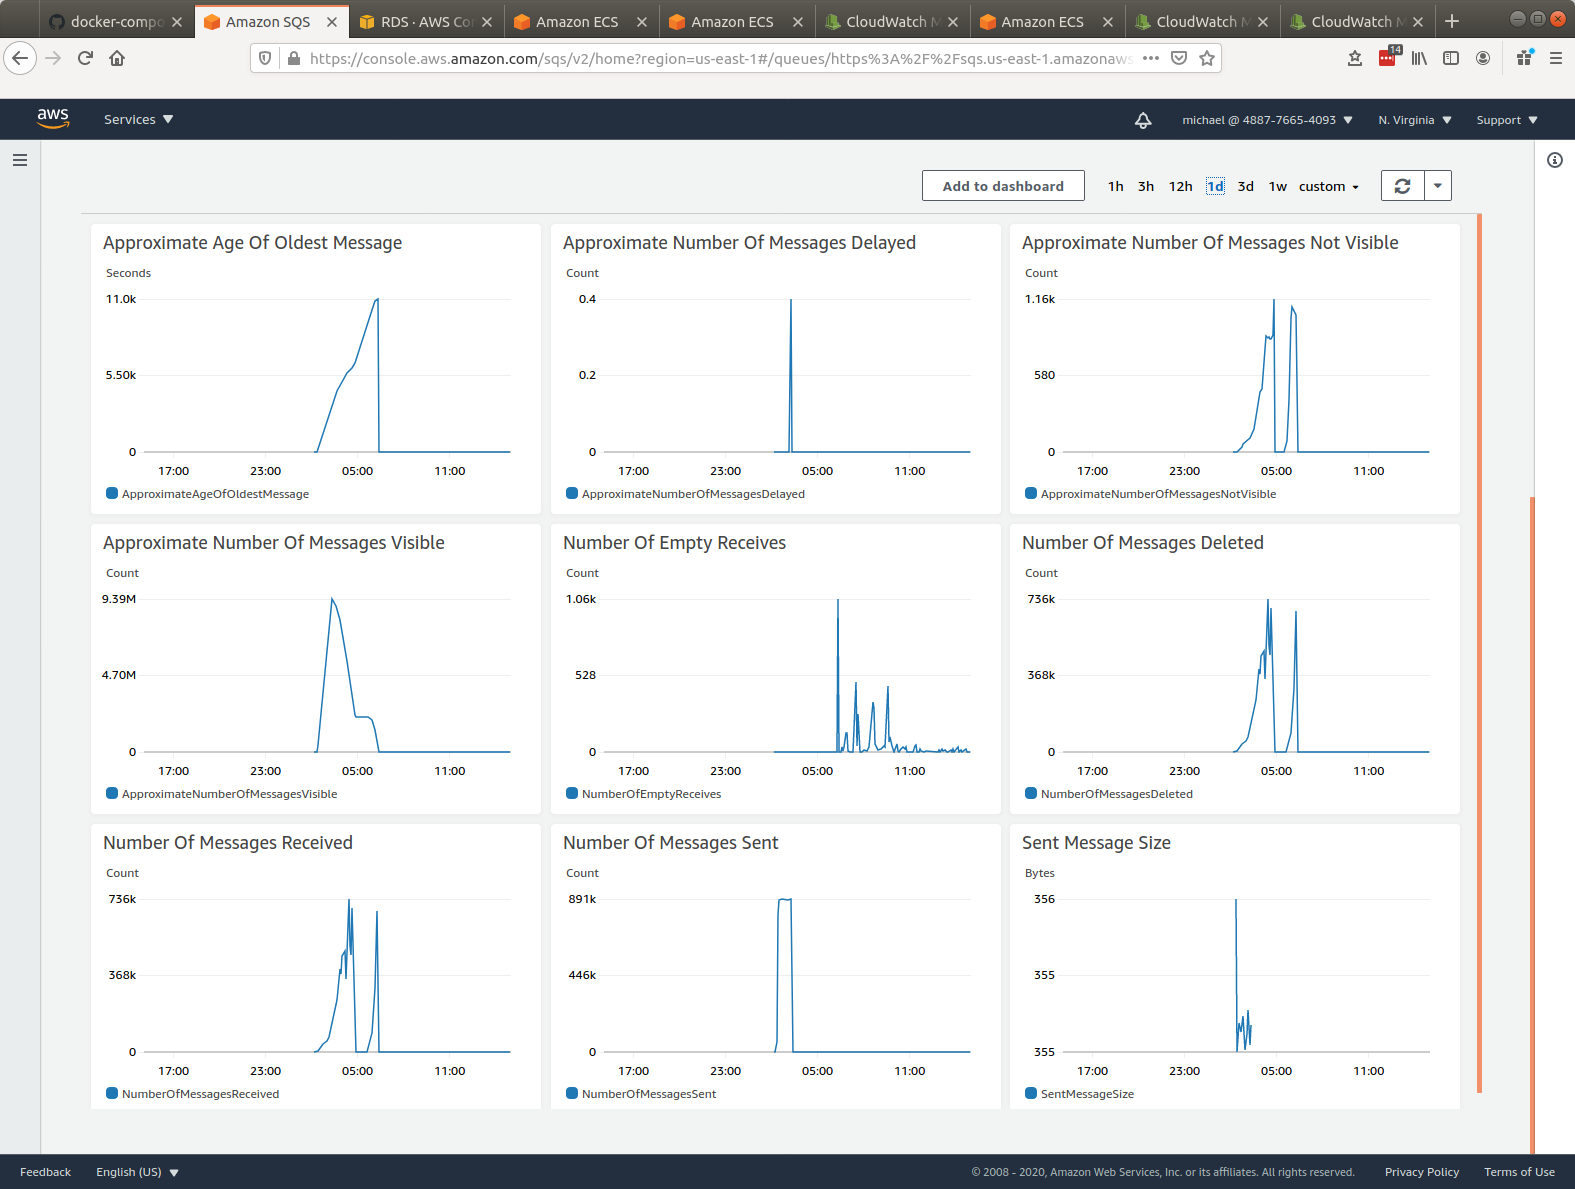 docker-compo
Amazon SQS
RDS · AWS Co
Amazon ECS
Amazon ECS
CloudWatch M
Amazon ECS
CloudWatch M
CloudWatch M
https://console.aws.amazon.com/sqs/v2/home?region=us-east-1#/queues/https%3A%2F%2Fsqs.us-east-1.amazonaws
14
aws
Services
michael @ 4887-7665-4093
N. Virginia
Support
Add to dashboard
1h 3h 12h 1d 3d 1w custom
Approximate Age Of Oldest Message
Seconds
11.0k
5.50k
0
17:00 23:00 05:00 11:00
ApproximateAgeOfOldestMessage
Approximate Number Of Messages Delayed
Count
0.4
0.2
0
17:00 23:00 05:00 11:00
ApproximateNumberOfMessagesDelayed
Approximate Number Of Messages Not Visible
Count
1.16k
580
0
17:00 23:00 05:00 11:00
ApproximateNumberOfMessagesNotVisible
Approximate Number Of Messages Visible
Count
9.39M
4.70M
0
17:00 23:00 05:00 11:00
ApproximateNumberOfMessagesVisible
Number Of Empty Receives
Count
1.06k
528
0
17:00 23:00 05:00 11:00
NumberOfEmptyReceives
Number Of Messages Deleted
Count
736k
368k
0
17:00 23:00 05:00 11:00
NumberOfMessagesDeleted
Number Of Messages Received
Count
736k
368k
0
17:00 23:00 05:00 11:00
NumberOfMessagesReceived
Number Of Messages Sent
Count
891k
446k
0
17:00 23:00 05:00 11:00
NumberOfMessagesSent
Sent Message Size
Bytes
356
355
355
17:00 23:00 05:00 11:00
SentMessageSize
Feedback
English (US)
© 2008 - 2020, Amazon Web Services, Inc. or its affiliates. All rights reserved.
Privacy Policy
Terms of Use